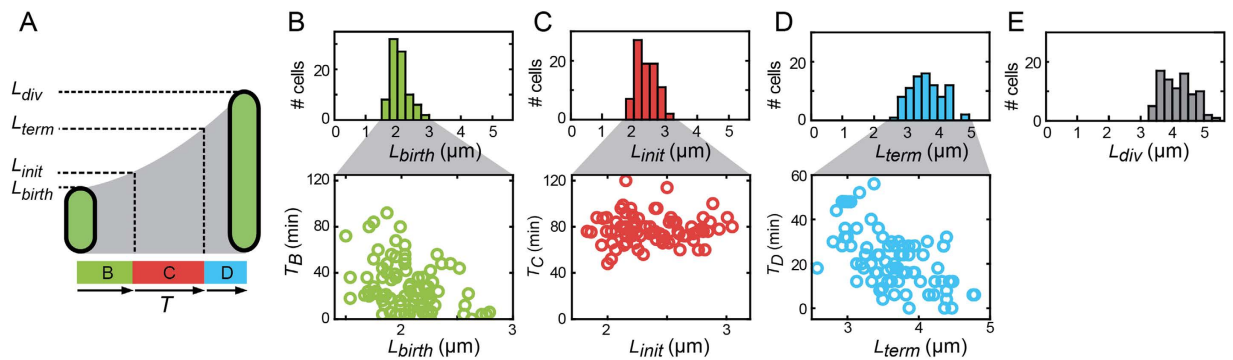 A
L_div
L_term
L_init
L_birth
B C D
T
B
# cells
20
0
0 1 2 3 4 5
L_birth (μm)
T_B (min)
120
80
40
0
2 3
L_birth (μm)
C
# cells
20
0
0 1 2 3 4 5
L_init (μm)
T_C (min)
120
80
40
0
2 3
L_init (μm)
D
# cells
20
0
0 1 2 3 4 5
L_term (μm)
T_D (min)
60
40
20
0
3 4 5
L_term (μm)
E
# cells
20
0
0 1 2 3 4 5
L_div (μm)